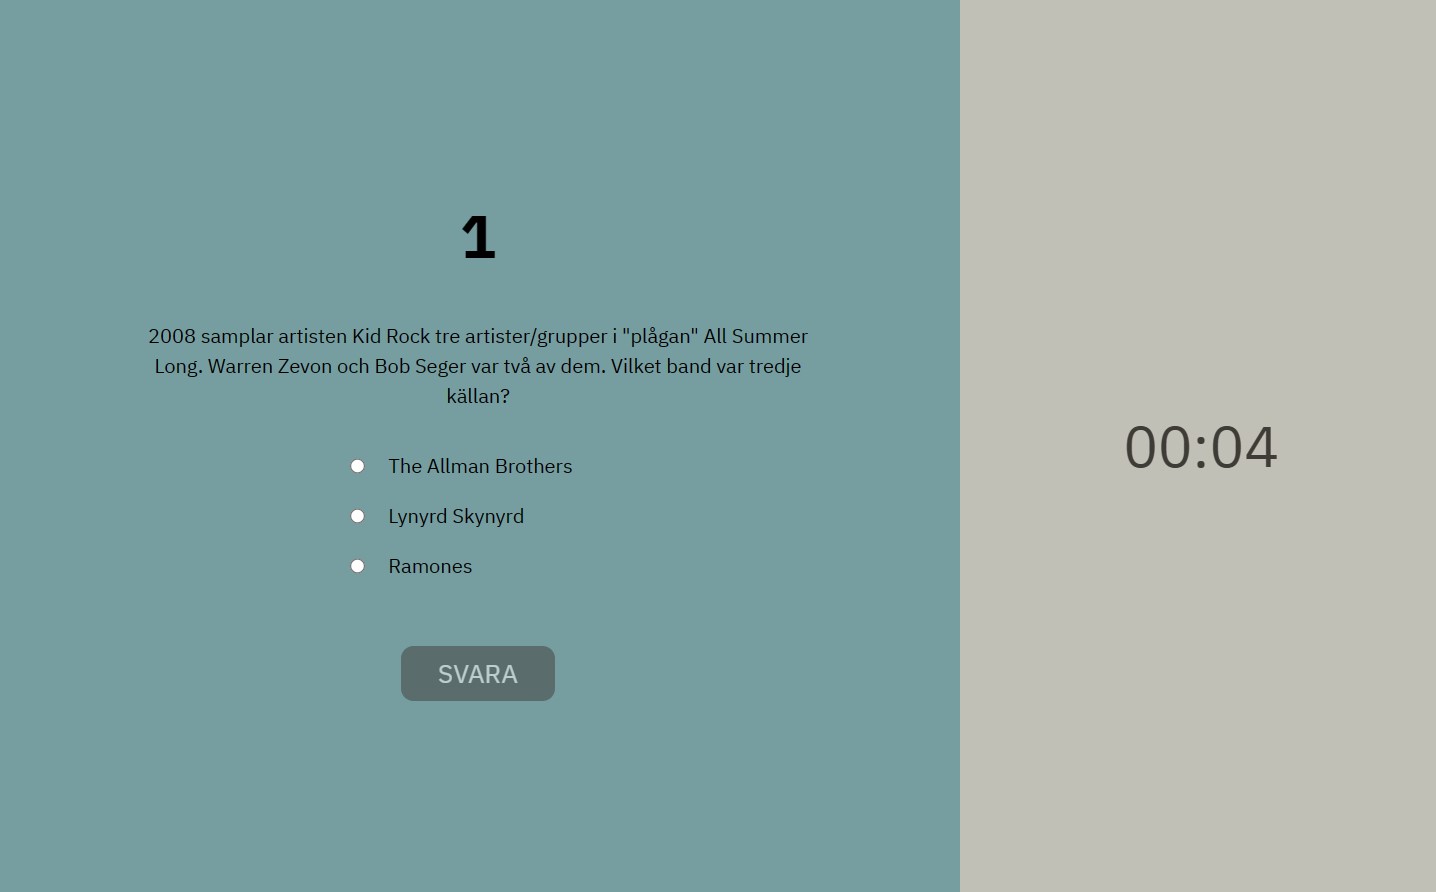 1
2008 samplar artisten Kid Rock tre artister/grupper i "plågan" All Summer
Long. Warren Zevon och Bob Seger var två av dem. Vilket band var tredje
källan?
The Allman Brothers
Lynyrd Skynyrd
Ramones
SVARA
00:04